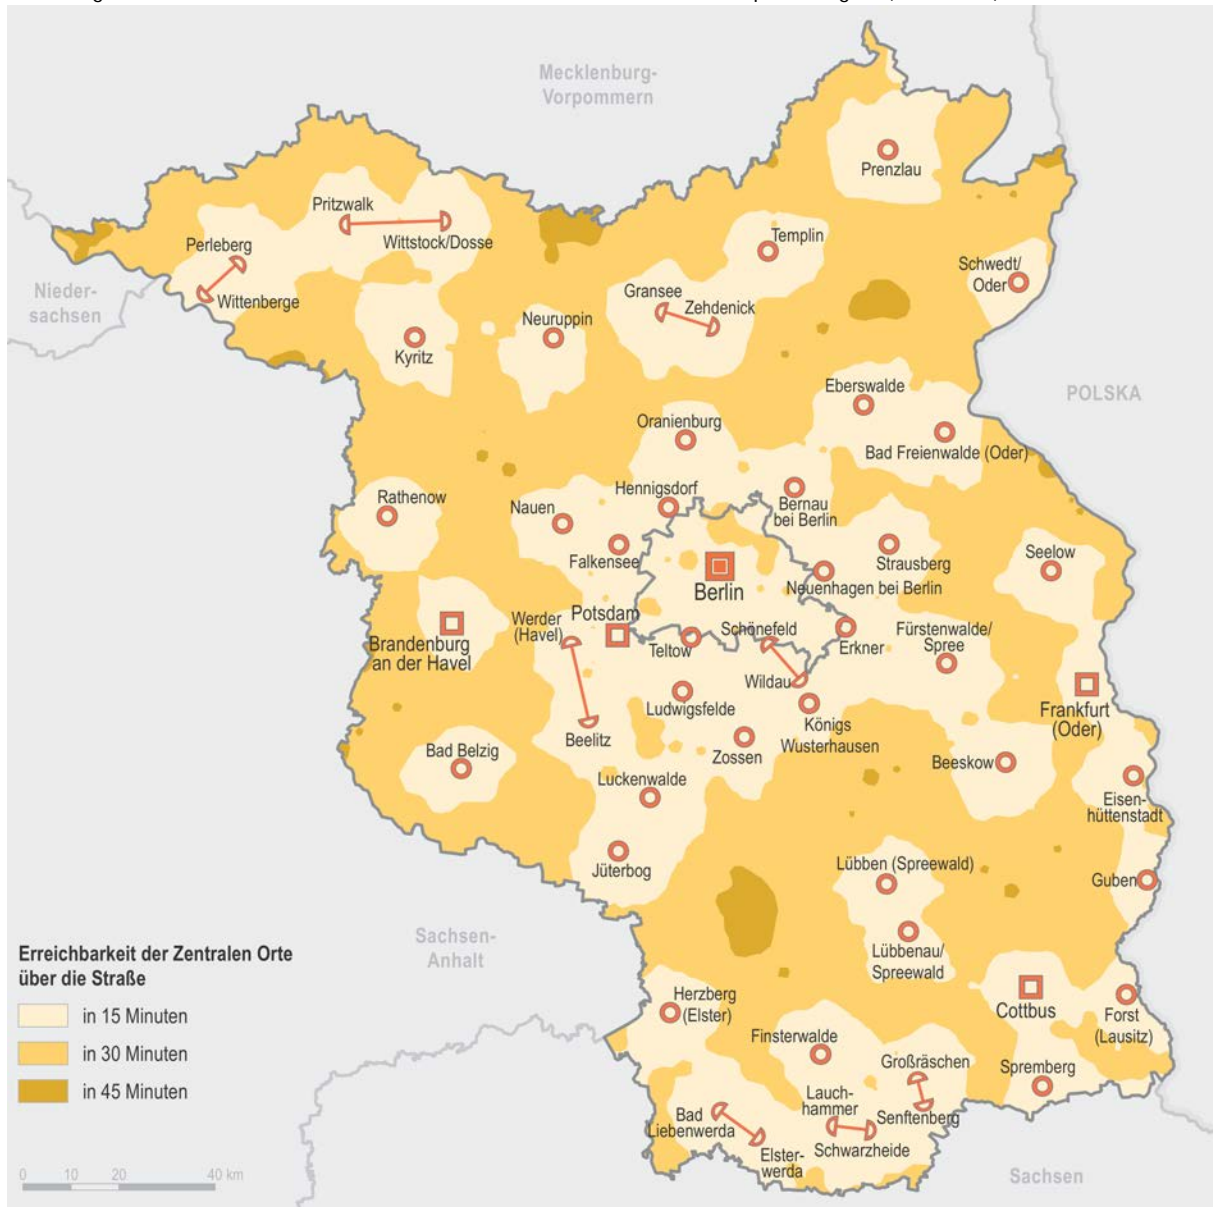 Mecklenburg-
Vorpommern
Prenzlau
Pritzwalk
Wittstock/Dosse
Perleberg
Wittenberge
Templin
Schwedt/
Oder
Nieder-
sachsen
Gransee
Zehdenick
Neuruppin
Kyritz
Eberswalde
POLSKA
Oranienburg
Bad Freienwalde (Oder)
Hennigsdorf
Rathenow
Nauen
Bernau
bei Berlin
Falkensee
Strausberg
Seelow
Neuenhagen bei Berlin
Berlin
Werder
(Havel)
Potsdam
Schönefeld
Fürstenwalde/
Spree
Brandenburg
an der Havel
Teltow
Erkner
Wildau
Ludwigsfelde
Frankfurt
(Oder)
Königs
Wusterhausen
Beelitz
Bad Belzig
Zossen
Beeskow
Luckenwalde
Eisen-
hüttenstadt
Jüterbog
Lübben (Spreewald)
Guben
Sachsen-
Anhalt
Lübbenau/
Spreewald
Herzberg
(Elster)
Cottbus
Forst
(Lausitz)
Finsterwalde
Großräschen
Spremberg
Lauch-
hammer
Bad
Liebenwerda
Senftenberg
Elster-
werda
Schwarzheide
Sachsen
Erreichbarkeit der Zentralen Orte
über die Straße
in 15 Minuten
in 30 Minuten
in 45 Minuten
0 10 20 40 km